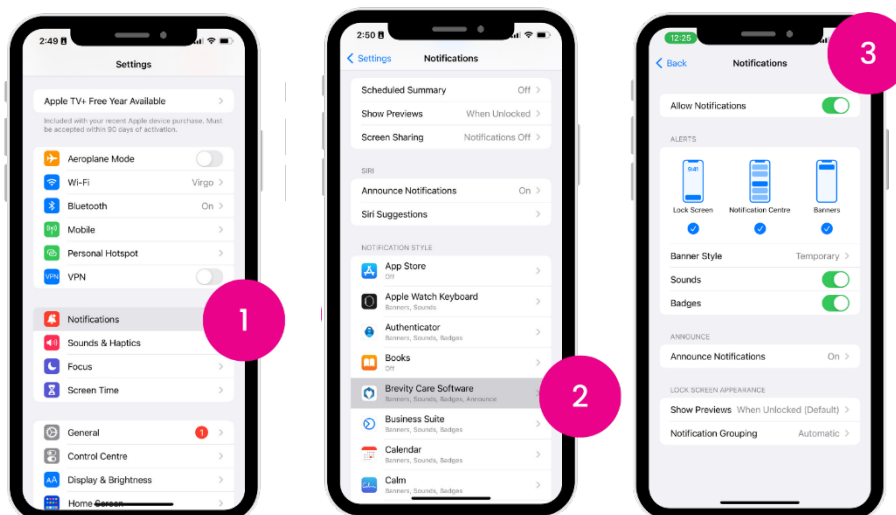 2:49
Settings
Apple TV+ Free Year Available
Included with your recent Apple device purchase. Must
be accepted within 90 days of activation.
Aeroplane Mode
Wi-Fi Virgo
Bluetooth On
Mobile
Personal Hotspot
VPN VPN
Notifications
Sounds & Haptics
Focus
Screen Time
General 1
Control Centre
AA Display & Brightness
Home Screen
1
2:50
Settings Notifications
Scheduled Summary Off
Show Previews When Unlocked
Screen Sharing Notifications Off
SIRI
Announce Notifications On
Siri Suggestions
NOTIFICATION STYLE
App Store
Off
Apple Watch Keyboard
Banners, Sounds
Authenticator
Banners, Sounds, Badges
Books
Off
Brevity Care Software
Banners, Sounds, Badges, Announce
Business Suite
Banners, Sounds, Badges
Calendar
Banners, Sounds, Badges
Calm
Banners, Sounds, Badges
2
12:25
Back Notifications
3
Allow Notifications
ALERTS
9:41
Lock Screen Notification Centre Banners
Banner Style Temporary
Sounds
Badges
ANNOUNCE
Announce Notifications On
LOCK SCREEN APPEARANCE
Show Previews When Unlocked (Default)
Notification Grouping Automatic